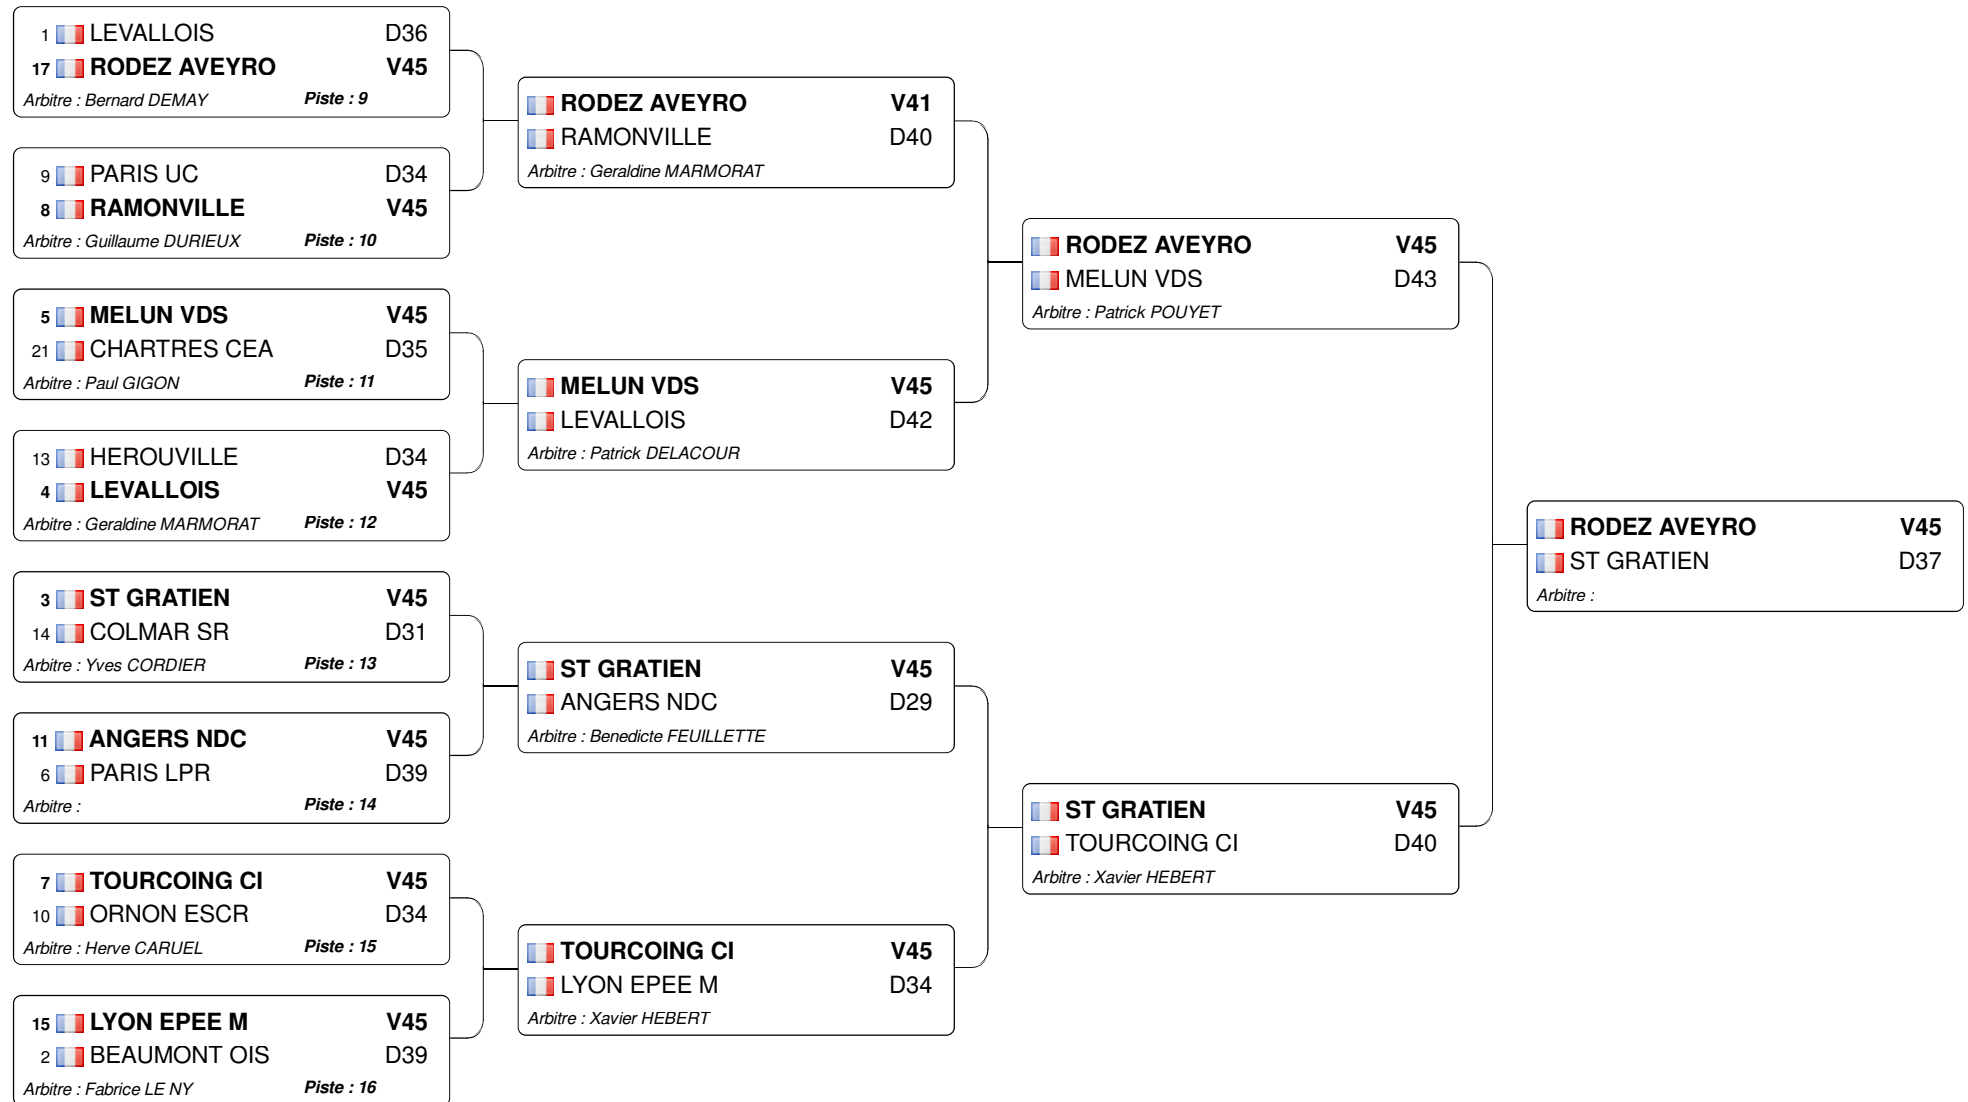 1 LEVALLOIS D36
17 RODEZ AVEYRO V45
Arbitre : Bernard DEMAY Piste : 9
9 PARIS UC D34
8 RAMONVILLE V45
Arbitre : Guillaume DURIEUX Piste : 10
5 MELUN VDS V45
21 CHARTRES CEA D35
Arbitre : Paul GIGON Piste : 11
13 HEROUVILLE D34
4 LEVALLOIS V45
Arbitre : Geraldine MARMORAT Piste : 12
3 ST GRATIEN V45
14 COLMAR SR D31
Arbitre : Yves CORDIER Piste : 13
11 ANGERS NDC V45
6 PARIS LPR D39
Arbitre : Piste : 14
7 TOURCOING CI V45
10 ORNON ESCR D34
Arbitre : Herve CARUEL Piste : 15
15 LYON EPEE M V45
2 BEAUMONT OIS D39
Arbitre : Fabrice LE NY Piste : 16
RODEZ AVEYRO V41
RAMONVILLE D40
Arbitre : Geraldine MARMORAT
MELUN VDS V45
LEVALLOIS D42
Arbitre : Patrick DELACOUR
ST GRATIEN V45
ANGERS NDC D29
Arbitre : Benedicte FEUILLETTE
TOURCOING CI V45
LYON EPEE M D34
Arbitre : Xavier HEBERT
RODEZ AVEYRO V45
MELUN VDS D43
Arbitre : Patrick POUYET
ST GRATIEN V45
TOURCOING CI D40
Arbitre : Xavier HEBERT
RODEZ AVEYRO V45
ST GRATIEN D37
Arbitre :